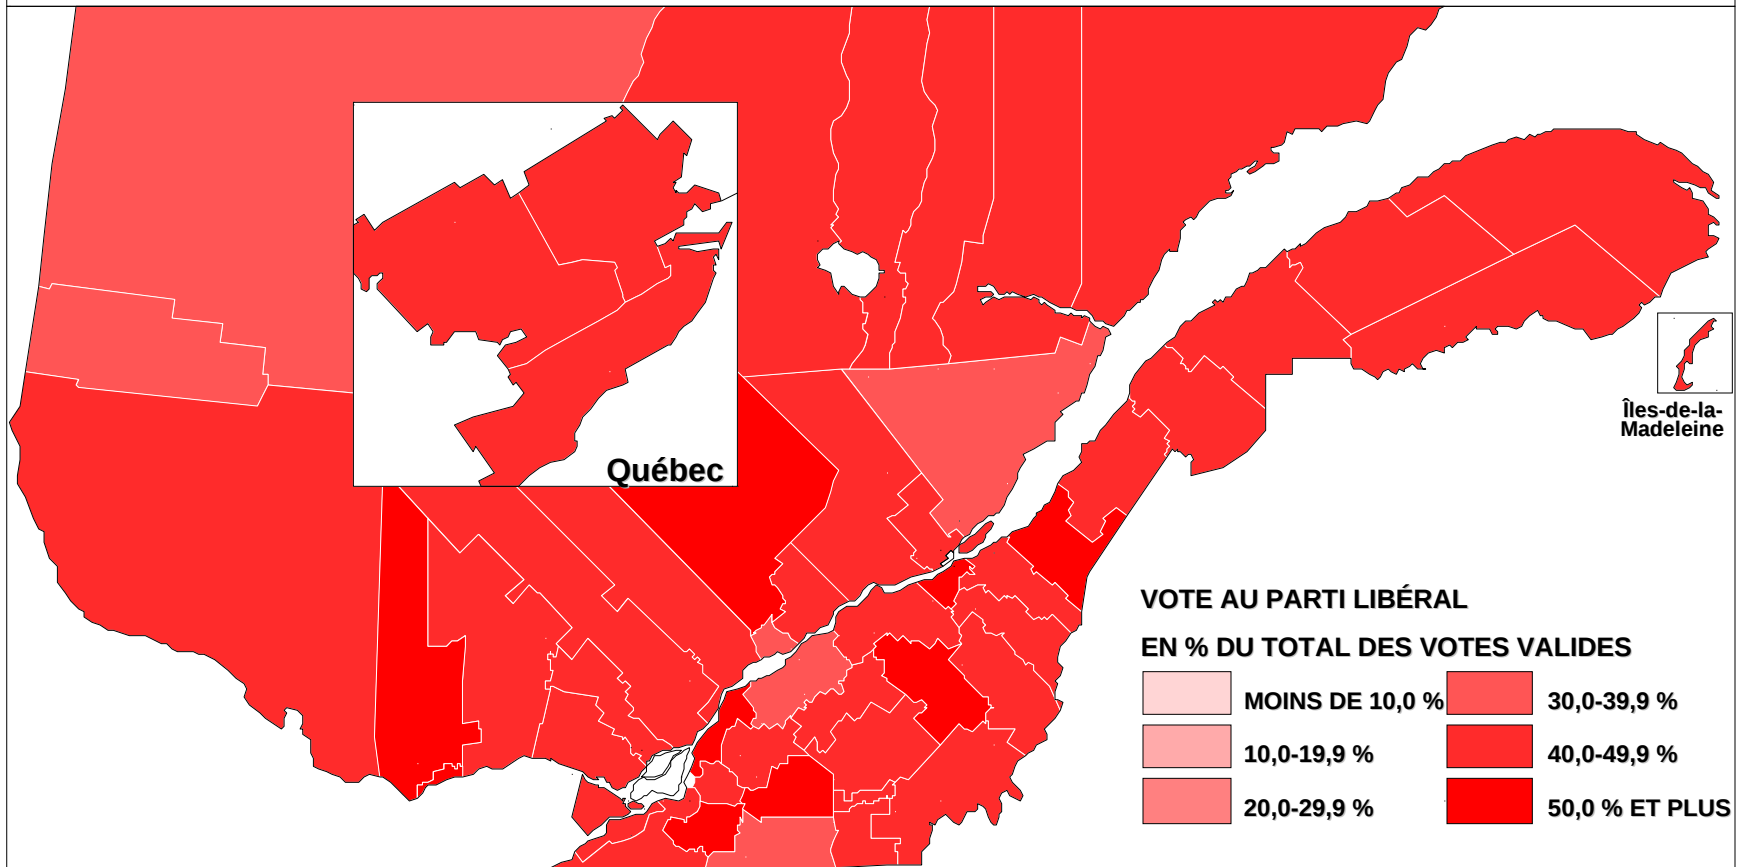 Québec
Îles-de-la-
Madeleine
VOTE AU PARTI LIBÉRAL
EN % DU TOTAL DES VOTES VALIDES
MOINS DE 10,0 %
10,0-19,9 %
20,0-29,9 %
30,0-39,9 %
40,0-49,9 %
50,0 % ET PLUS